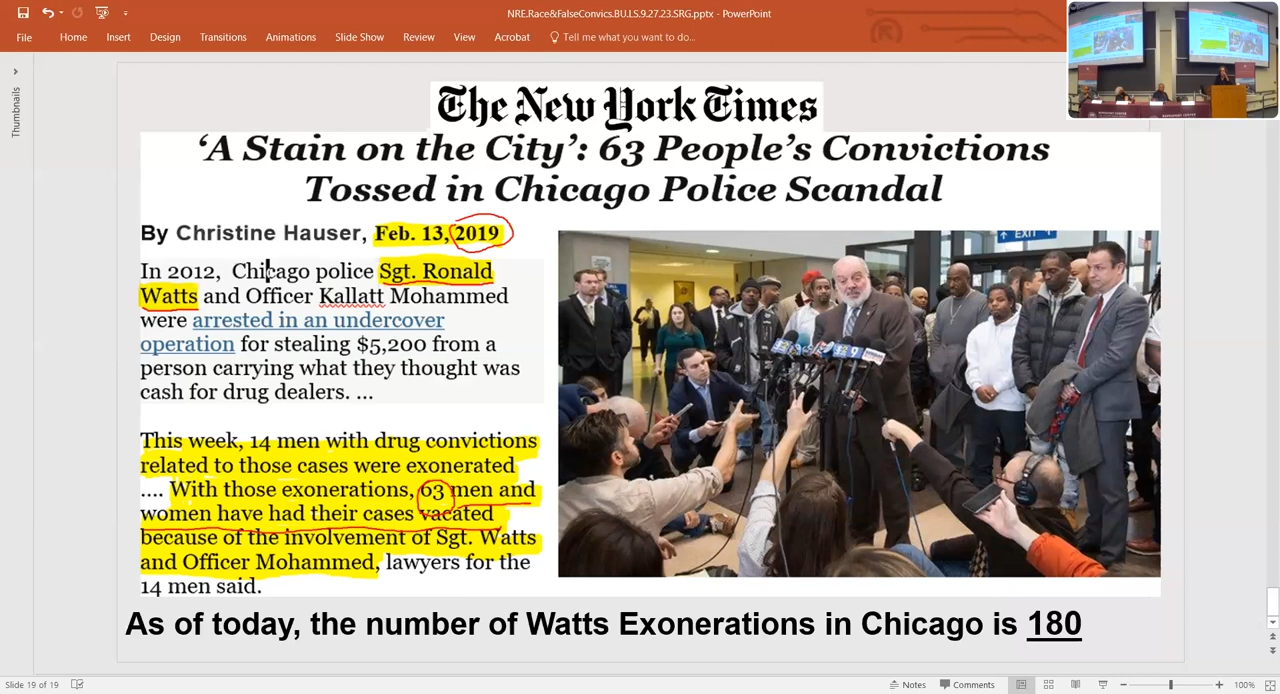 NRE.Race&FalseConvics.BU.LS.9.27.23.SRG.pptx - PowerPoint
File Home Insert Design Transitions Animations Slide Show Review View Acrobat Tell me what you want to do...
Thumbnails
The New York Times
‘A Stain on the City’: 63 People’s Convictions
Tossed in Chicago Police Scandal
By Christine Hauser, Feb. 13, 2019
In 2012, Chicago police Sgt. Ronald
Watts and Officer Kallatt Mohammed
were arrested in an undercover
operation for stealing $5,200 from a
person carrying what they thought was
cash for drug dealers. ...
This week, 14 men with drug convictions
related to those cases were exonerated
.... With those exonerations, 63 men and
women have had their cases vacated
because of the involvement of Sgt. Watts
and Officer Mohammed, lawyers for the
14 men said.
EXIT
9
As of today, the number of Watts Exonerations in Chicago is 180
Slide 19 of 19
Notes Comments
100%